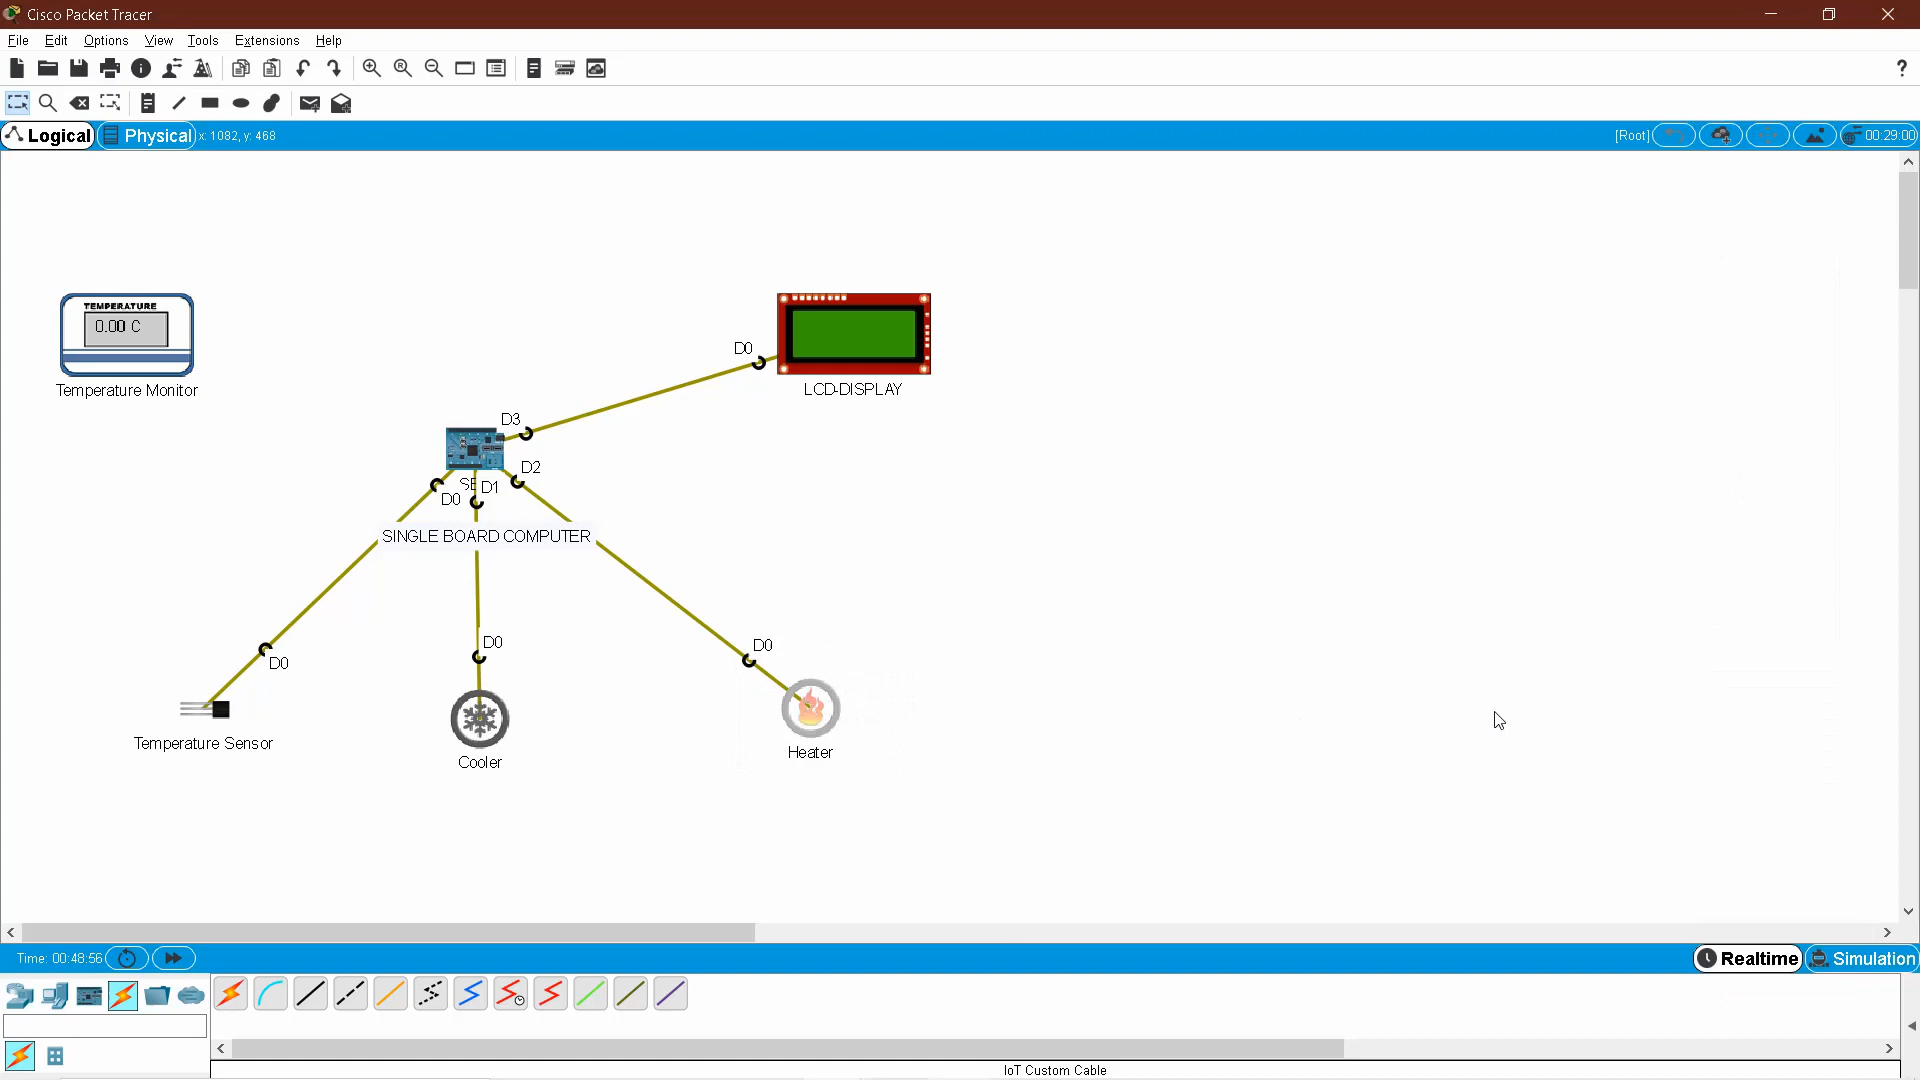 Cisco Packet Tracer
File Edit Options View Tools Extensions Help
?
Logical Physical x: 1082, y: 468 [Root] 00:29:00
TEMPERATURE
0.00 C
Temperature Monitor
D0
LCD-DISPLAY
D3
D2
D1
D0
SINGLE BOARD COMPUTER
D0
D0
D0
Temperature Sensor
Cooler
Heater
Time: 00:48:56 Realtime Simulation
IoT Custom Cable